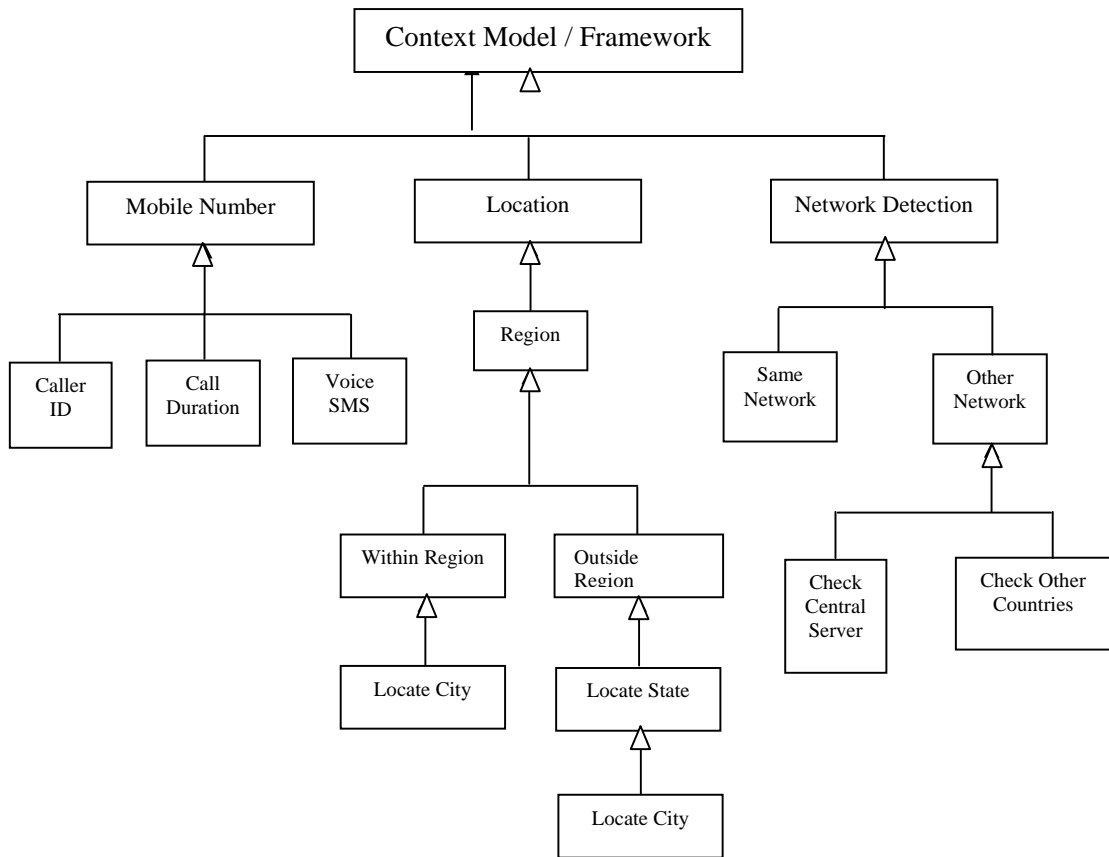 Context Model / Framework
Mobile Number
Location
Network Detection
Region
Caller
ID
Call
Duration
Voice
SMS
Same
Network
Other
Network
Within Region
Outside
Region
Check
Central
Server
Check Other
Countries
Locate City
Locate State
Locate City